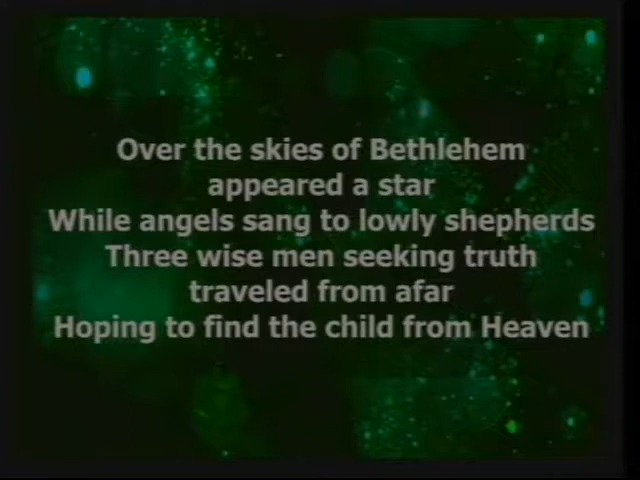 Over the skies of Bethlehem
appeared a star
While angels sang to lowly shepherds
Three wise men seeking truth
traveled from afar
Hoping to find the child from Heaven